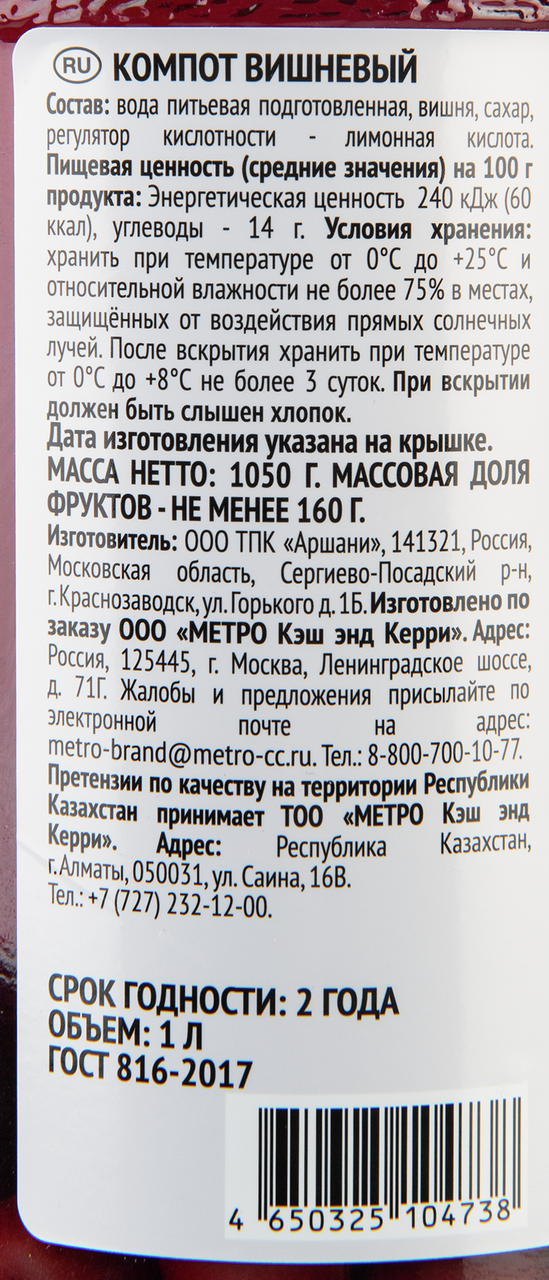 RU КОМПОТ ВИШНЕВЫЙ
Состав: вода питьевая подготовленная, вишня, сахар,
регулятор кислотности - лимонная кислота.
Пищевая ценность (средние значения) на 100 г
продукта: Энергетическая ценность 240 кДж (60
ккал), углеводы - 14 г. Условия хранения:
хранить при температуре от 0°С до +25°С и
относительной влажности не более 75% в местах,
защищённых от воздействия прямых солнечных
лучей. После вскрытия хранить при температуре
от 0°С до +8°С не более 3 суток. При вскрытии
должен быть слышен хлопок.
Дата изготовления указана на крышке.
МАССА НЕТТО: 1050 Г. МАССОВАЯ ДОЛЯ
ФРУКТОВ - НЕ МЕНЕЕ 160 Г.
Изготовитель: ООО ТПК «Аршани», 141321, Россия,
Московская область, Сергиево-Посадский р-н,
г. Краснозаводск, ул. Горького д. 1Б. Изготовлено по
заказу ООО «МЕТРО Кэш энд Керри». Адрес:
Россия, 125445, г. Москва, Ленинградское шоссе,
д. 71Г. Жалобы и предложения присылайте по
электронной почте на адрес:
metro-brand@metro-cc.ru. Тел.: 8-800-700-10-77.
Претензии по качеству на территории Республики
Казахстан принимает ТОО «МЕТРО Кэш энд
Керри». Адрес: Республика Казахстан,
г. Алматы, 050031, ул. Саина, 16В.
Тел.: +7 (727) 232-12-00.
СРОК ГОДНОСТИ: 2 ГОДА
ОБЪЕМ: 1 Л
ГОСТ 816-2017
4 650325 104738